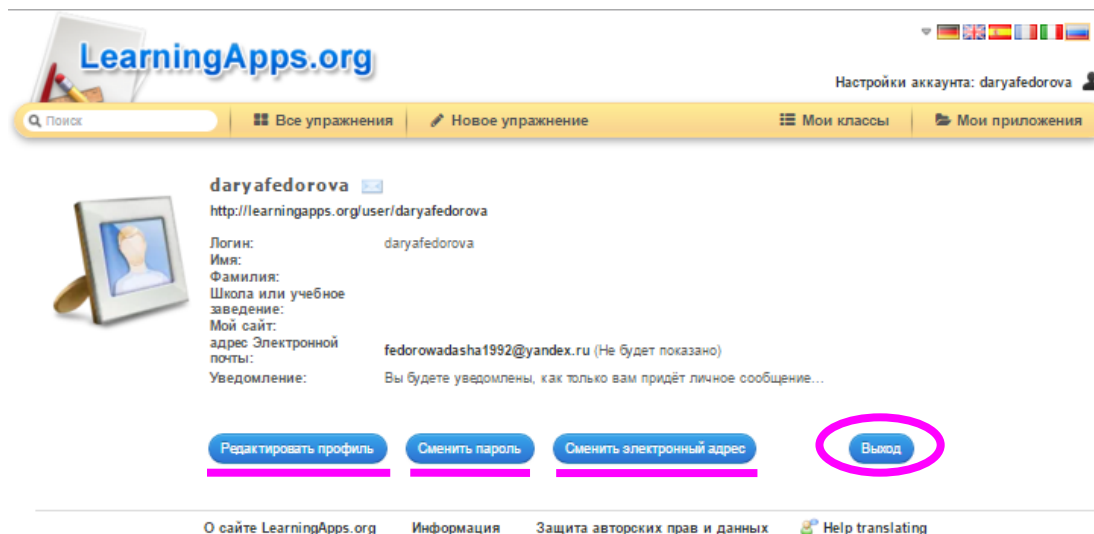 LearningApps.org
Настройки аккаунта: daryafedorova
Поиск
Все упражнения
Новое упражнение
Мои классы
Мои приложения
daryafedorova
http://learningapps.org/user/daryafedorova
Логин: daryafedorova
Имя:
Фамилия:
Школа или учебное
заведение:
Мой сайт:
адрес Электронной
почты: fedorowadasha1992@yandex.ru (Не будет показано)
Уведомление: Вы будете уведомлены, как только вам придёт личное сообщение...
Редактировать профиль
Сменить пароль
Сменить электронный адрес
Выход
О сайте LearningApps.org
Информация
Защита авторских прав и данных
Help translating